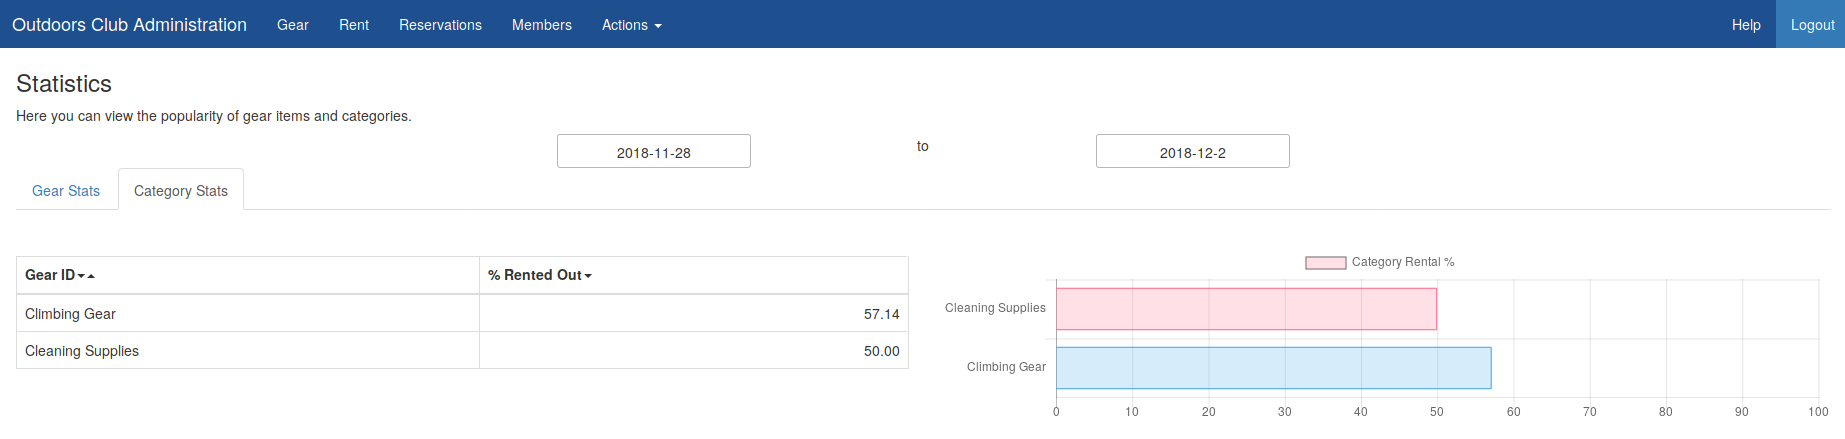 Outdoors Club Administration Gear Rent Reservations Members Actions Help Logout
Statistics
Here you can view the popularity of gear items and categories.
2018-11-28 to 2018-12-2
Gear Stats Category Stats
Gear ID % Rented Out
Climbing Gear 57.14
Cleaning Supplies 50.00
Category Rental %
Cleaning Supplies
Climbing Gear
0 10 20 30 40 50 60 70 80 90 100